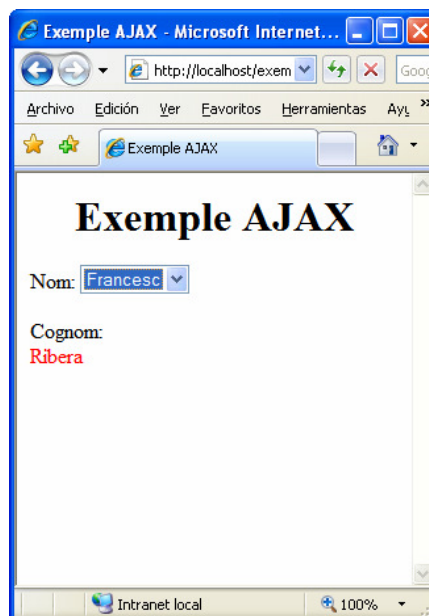 Exemple AJAX - Microsoft Internet...
http://localhost/exem
Goog
Archivo Edición Ver Favoritos Herramientas Ayu »
Exemple AJAX
Exemple AJAX
Nom: Francesc
Cognom:
Ribera
Intranet local 100%